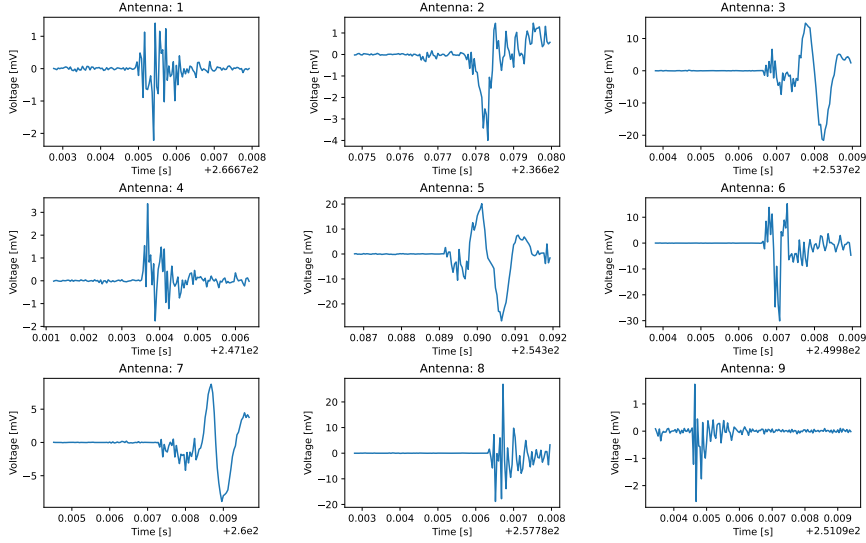 Antenna: 1 Antenna: 2 Antenna: 3
Voltage [mV] 1 0 −1 −2
Voltage [mV] 1 0 −1 −2 −3 −4
Voltage [mV] 10 0 −10 −20
0.003 0.004 0.005 0.006 0.007 0.008
0.075 0.076 0.077 0.078 0.079 0.080
0.004 0.005 0.006 0.007 0.008 0.009
Time [s] +2.6667e2 Time [s] +2.366e2 Time [s] +2.537e2
Antenna: 4 Antenna: 5 Antenna: 6
Voltage [mV] 3 2 1 0 −1 −2
Voltage [mV] 20 10 0 −10 −20
Voltage [mV] 10 0 −10 −20 −30
0.001 0.002 0.003 0.004 0.005 0.006
0.087 0.088 0.089 0.090 0.091 0.092
0.004 0.005 0.006 0.007 0.008 0.009
Time [s] +2.471e2 Time [s] +2.543e2 Time [s] +2.4998e2
Antenna: 7 Antenna: 8 Antenna: 9
Voltage [mV] 5 0 −5
Voltage [mV] 20 10 0 −10 −20
Voltage [mV] 1 0 −1 −2
0.005 0.006 0.007 0.008 0.009
0.003 0.004 0.005 0.006 0.007 0.008
0.004 0.005 0.006 0.007 0.008 0.009
Time [s] +2.6e2 Time [s] +2.5778e2 Time [s] +2.5109e2